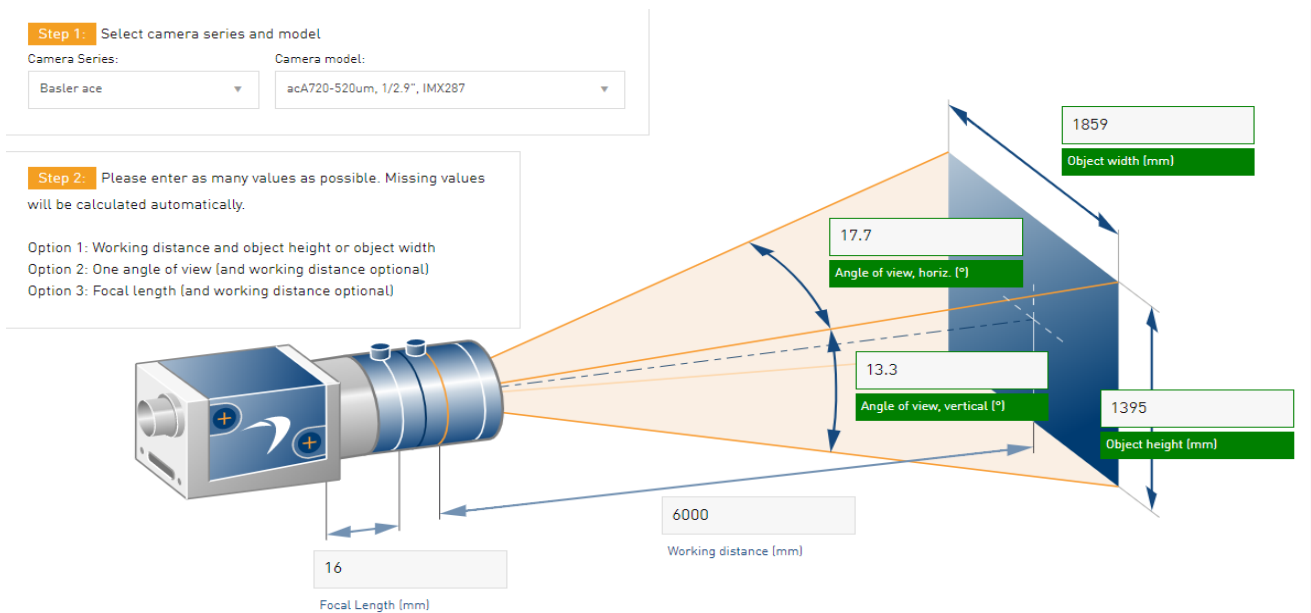 Step 1: Select camera series and model
Camera Series:
Camera model:
Basler ace
acA720-520um, 1/2.9", IMX287
Step 2: Please enter as many values as possible. Missing values
will be calculated automatically.
Option 1: Working distance and object height or object width
Option 2: One angle of view (and working distance optional)
Option 3: Focal length (and working distance optional)
1859
Object width (mm)
17.7
Angle of view, horiz. (°)
13.3
Angle of view, vertical (°)
1395
Object height (mm)
6000
Working distance (mm)
16
Focal Length (mm)